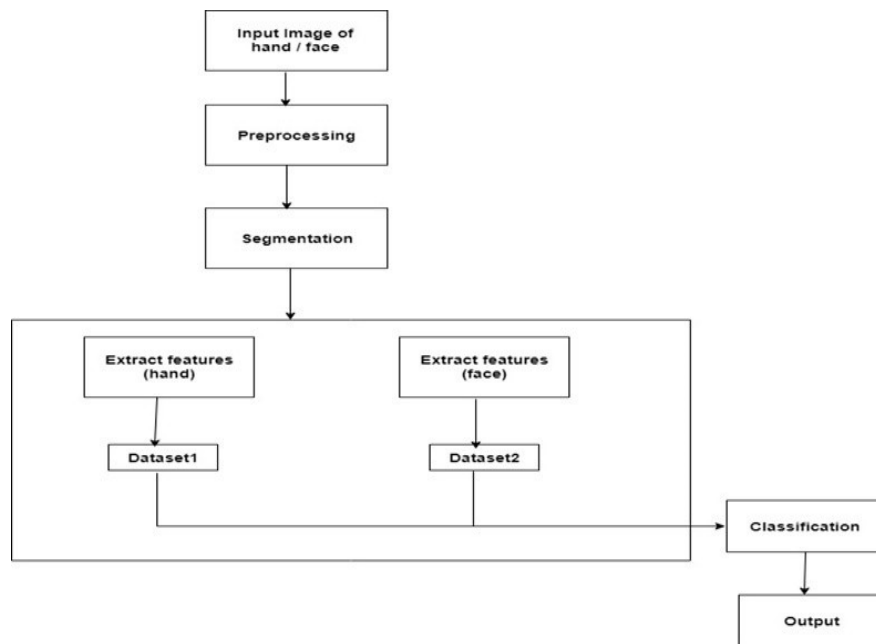 Input Image of
hand / face
Preprocessing
Segmentation
Extract features
(hand)
Extract features
(face)
Dataset1
Dataset2
Classification
Output